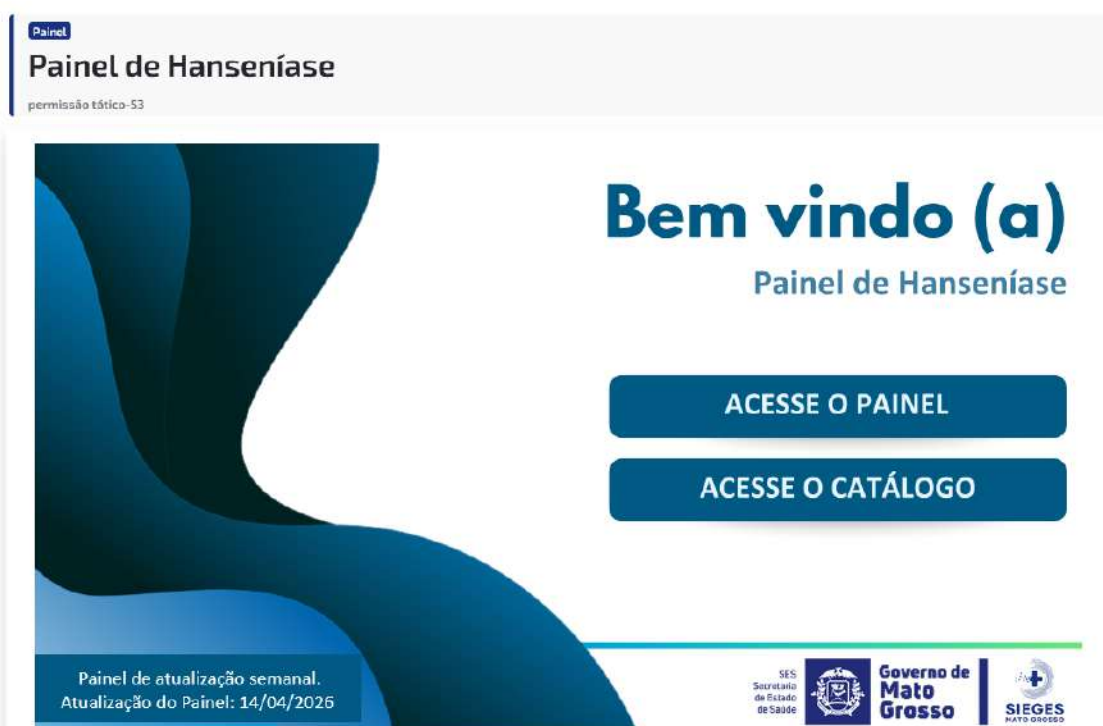 Painel
Painel de Hanseníase
permissão tático-53
Bem vindo (a)
Painel de Hanseníase
ACESSE O PAINEL
ACESSE O CATÁLOGO
Painel de atualização semanal.
Atualização do Painel: 14/04/2026
SES
Secretaria
de Estado
de Saúde
Governo de
Mato
Grosso
SIEGES
MATO GROSSO